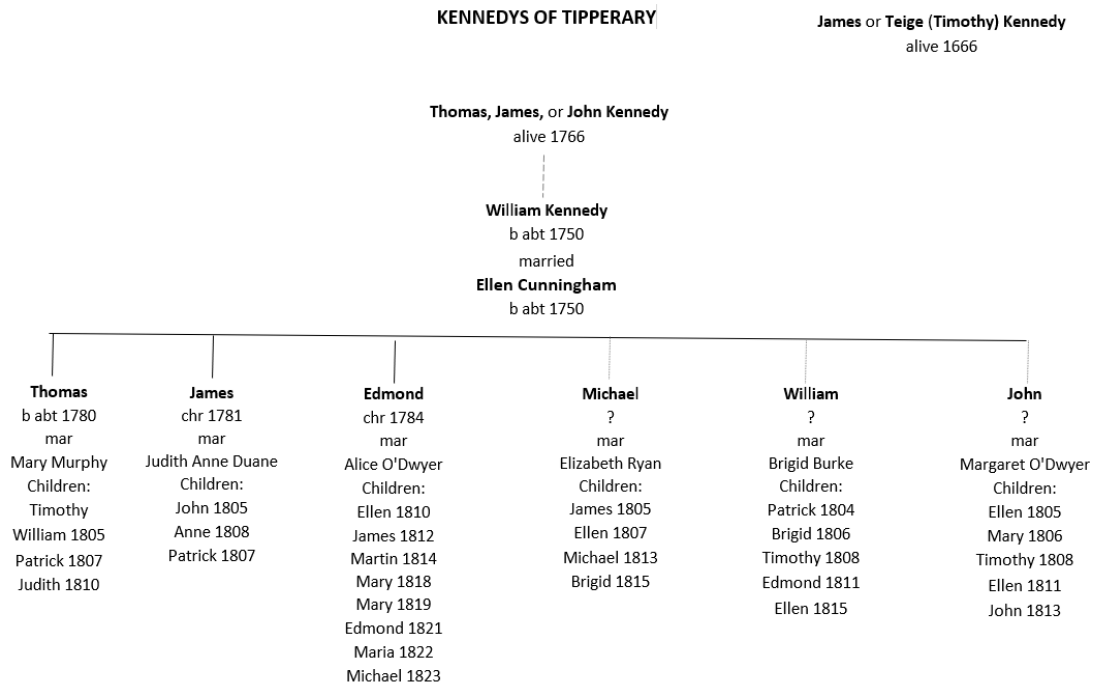 KENNEDYS OF TIPPERARY
James or Teige (Timothy) Kennedy
alive 1666
Thomas, James, or John Kennedy
alive 1766
William Kennedy
b abt 1750
married
Ellen Cunningham
b abt 1750
Thomas
b abt 1780
mar
Mary Murphy
Children:
Timothy
William 1805
Patrick 1807
Judith 1810
James
chr 1781
mar
Judith Anne Duane
Children:
John 1805
Anne 1808
Patrick 1807
Edmond
chr 1784
mar
Alice O'Dwyer
Children:
Ellen 1810
James 1812
Martin 1814
Mary 1818
Mary 1819
Edmond 1821
Maria 1822
Michael 1823
Michael
?
mar
Elizabeth Ryan
Children:
James 1805
Ellen 1807
Michael 1813
Brigid 1815
William
?
mar
Brigid Burke
Children:
Patrick 1804
Brigid 1806
Timothy 1808
Edmond 1811
Ellen 1815
John
?
mar
Margaret O'Dwyer
Children:
Ellen 1805
Mary 1806
Timothy 1808
Ellen 1811
John 1813